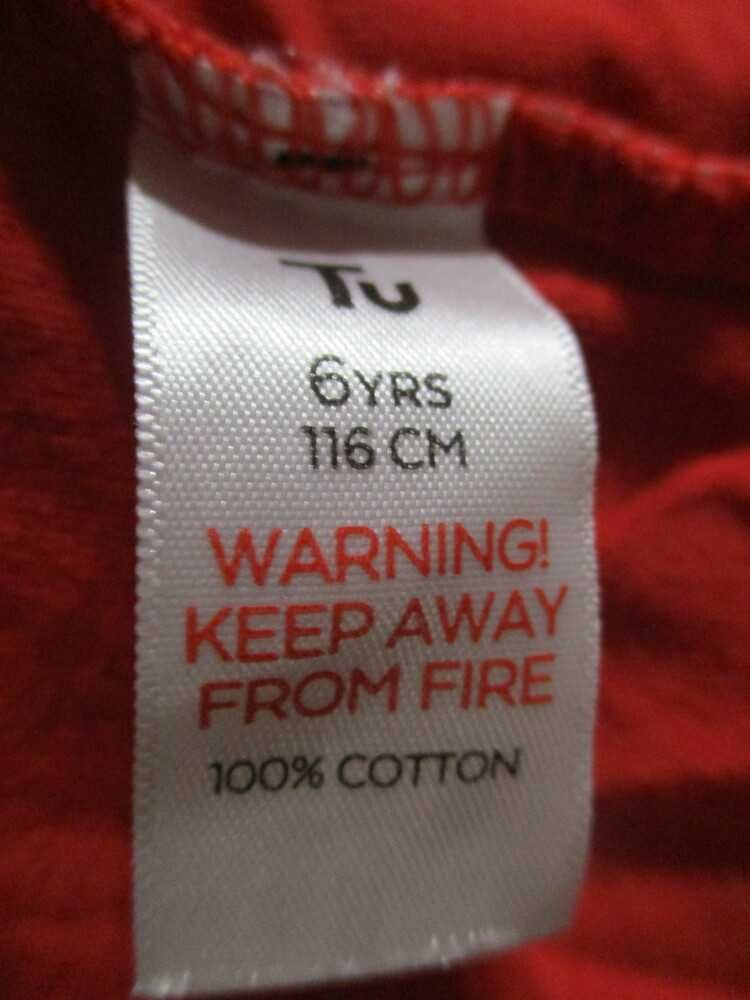 Tu
6YRS
116 CM
WARNING!
KEEP AWAY
FROM FIRE
100% COTTON